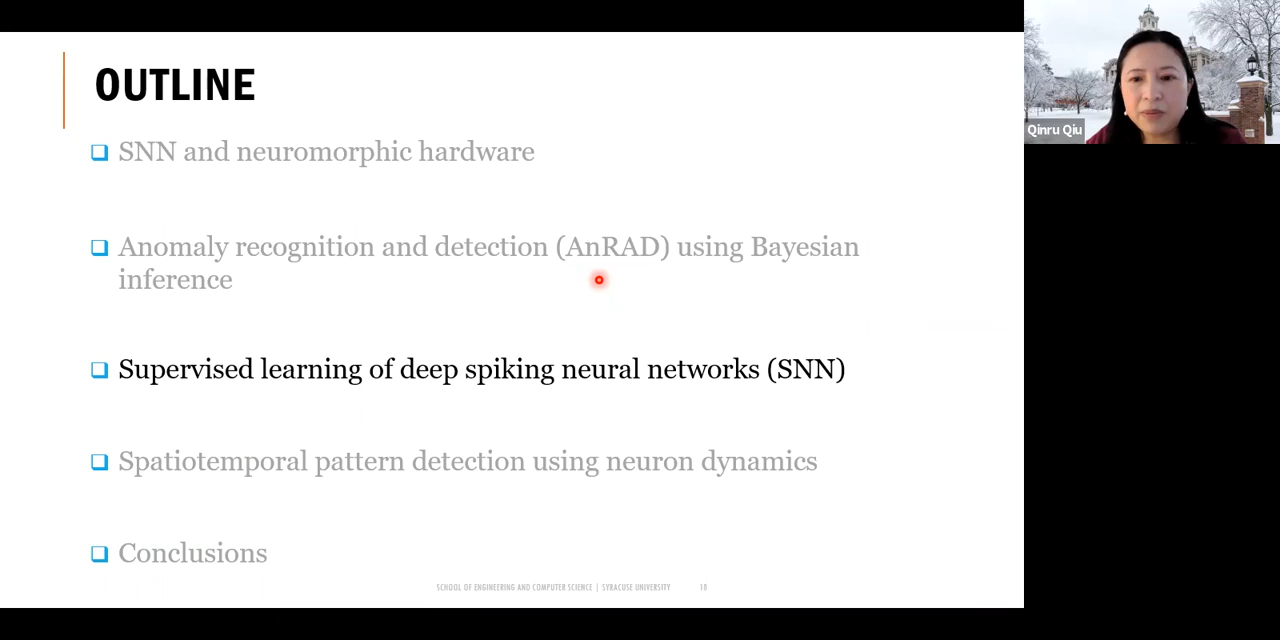 OUTLINE
SNN and neuromorphic hardware
Anomaly recognition and detection (AnRAD) using Bayesian
inference
Supervised learning of deep spiking neural networks (SNN)
Spatiotemporal pattern detection using neuron dynamics
Conclusions
SCHOOL OF ENGINEERING AND COMPUTER SCIENCE | SYRACUSE UNIVERSITY 18
Qinru Qiu